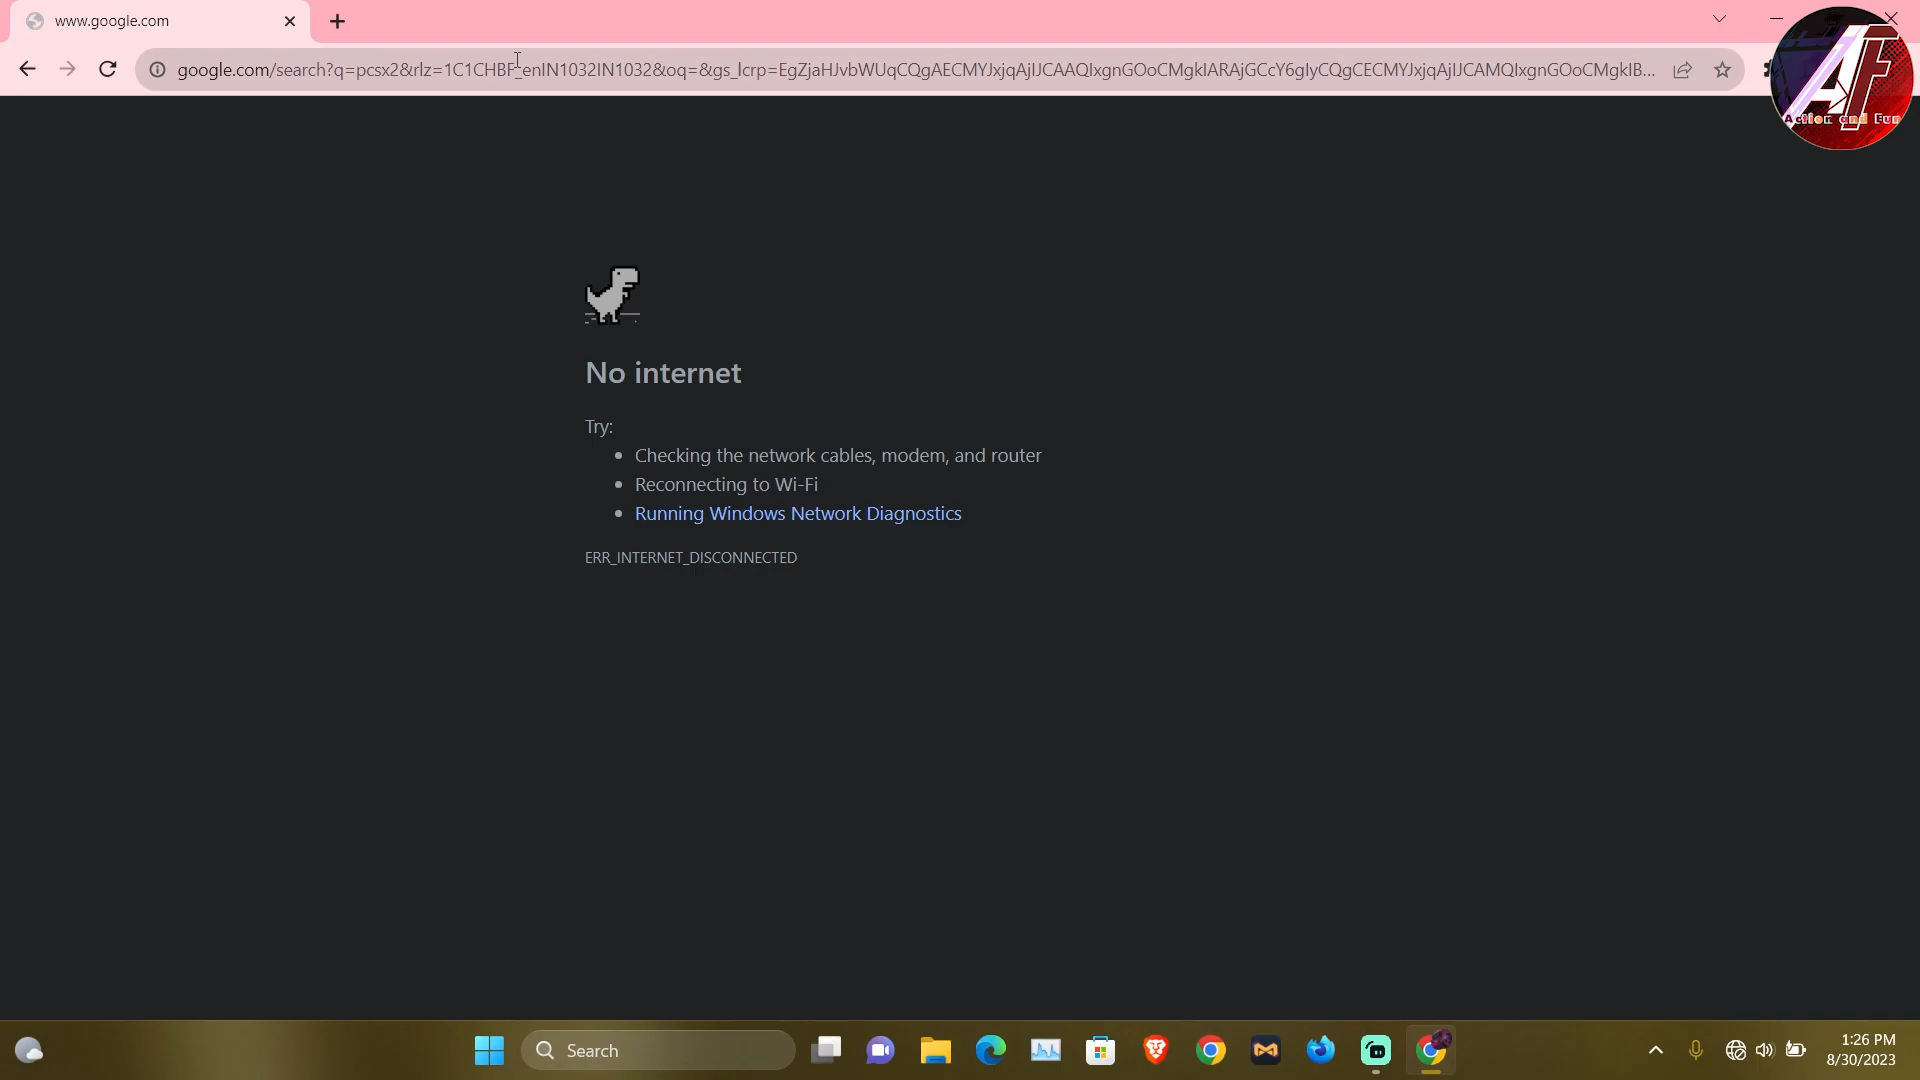 www.google.com
google.com/search?q=pcsx2&rlz=1C1CHBF_enIN1032IN1032&oq=&gs_lcrp=EgZjaHJvbWUqCQgAECMYJxjqAjIJCAAQIxgnGOoCMgkIARAjGCcY6gIyCQgCECMYJxjqAjIJCAMQIxgnGOoCMgkIB...
AF
Action and Fun
No internet
Try:
Checking the network cables, modem, and router
Reconnecting to Wi-Fi
Running Windows Network Diagnostics
ERR_INTERNET_DISCONNECTED
Search
1:26 PM
8/30/2023